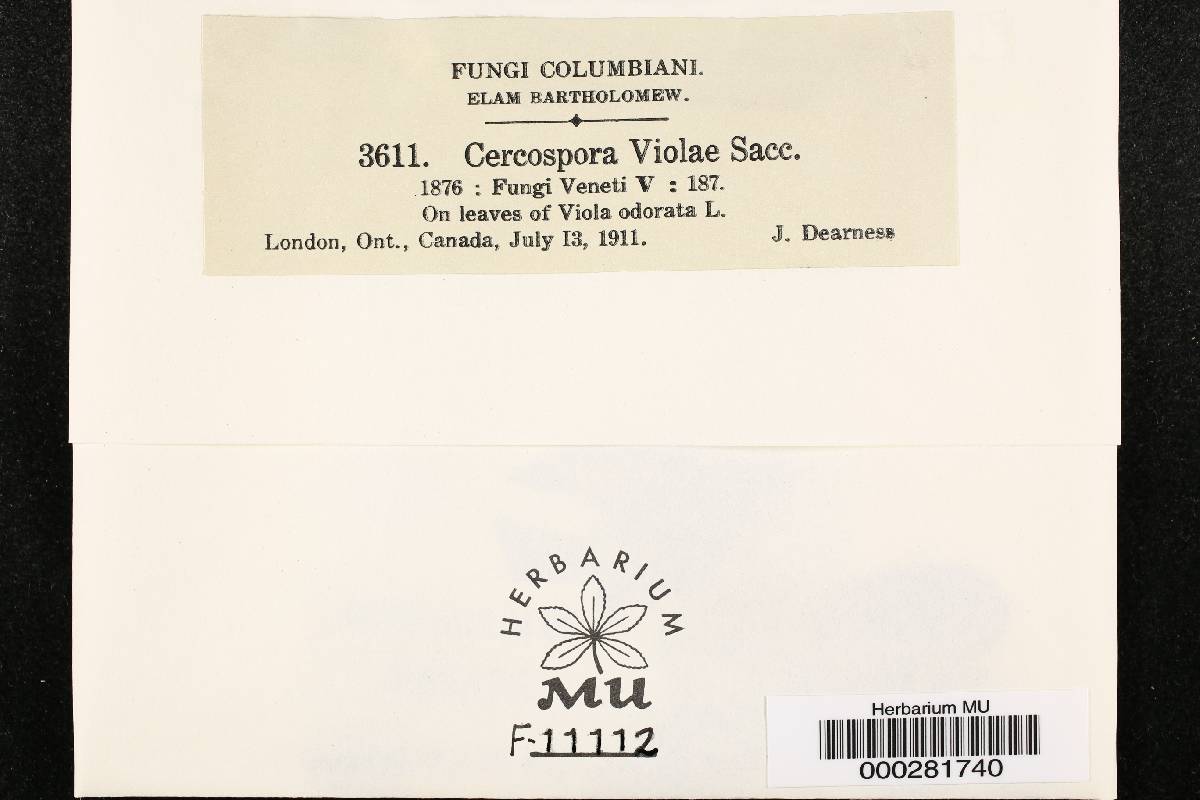 FUNGI COLUMBIANI.
ELAM BARTHOLOMEW.
3611. Cercospora Violae Sacc.
1876 : Fungi Veneti V : 187.
On leaves of Viola odorata L.
London, Ont., Canada, July 13, 1911. J. Dearness
HERBARIUM
MU
F-11112
Herbarium MU
000281740